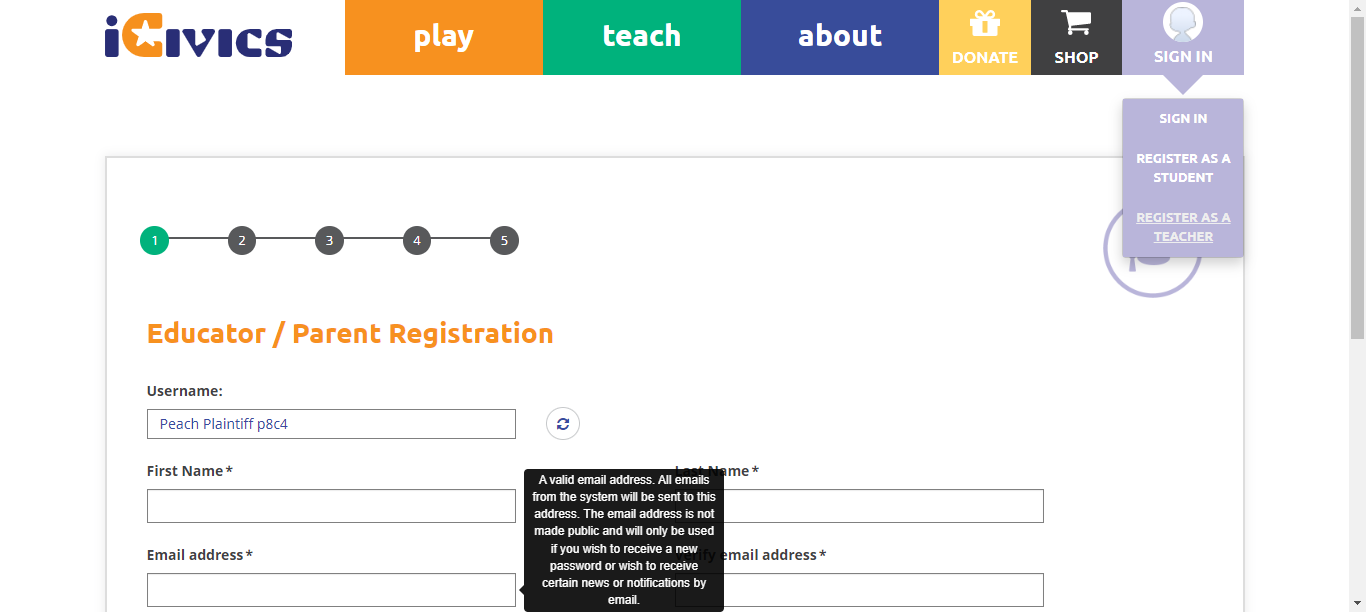 iCivics
play
teach
about
DONATE
SHOP
SIGN IN
SIGN IN
REGISTER AS A
STUDENT
REGISTER AS A
TEACHER
1
2
3
4
5
Educator / Parent Registration
Username:
Peach Plaintiff p8c4
First Name*
Last Name*
A valid email address. All emails
from the system will be sent to this
address. The email address is not
made public and will only be used
if you wish to receive a new
password or wish to receive
certain news or notifications by
email.
Email address*
Verify email address*